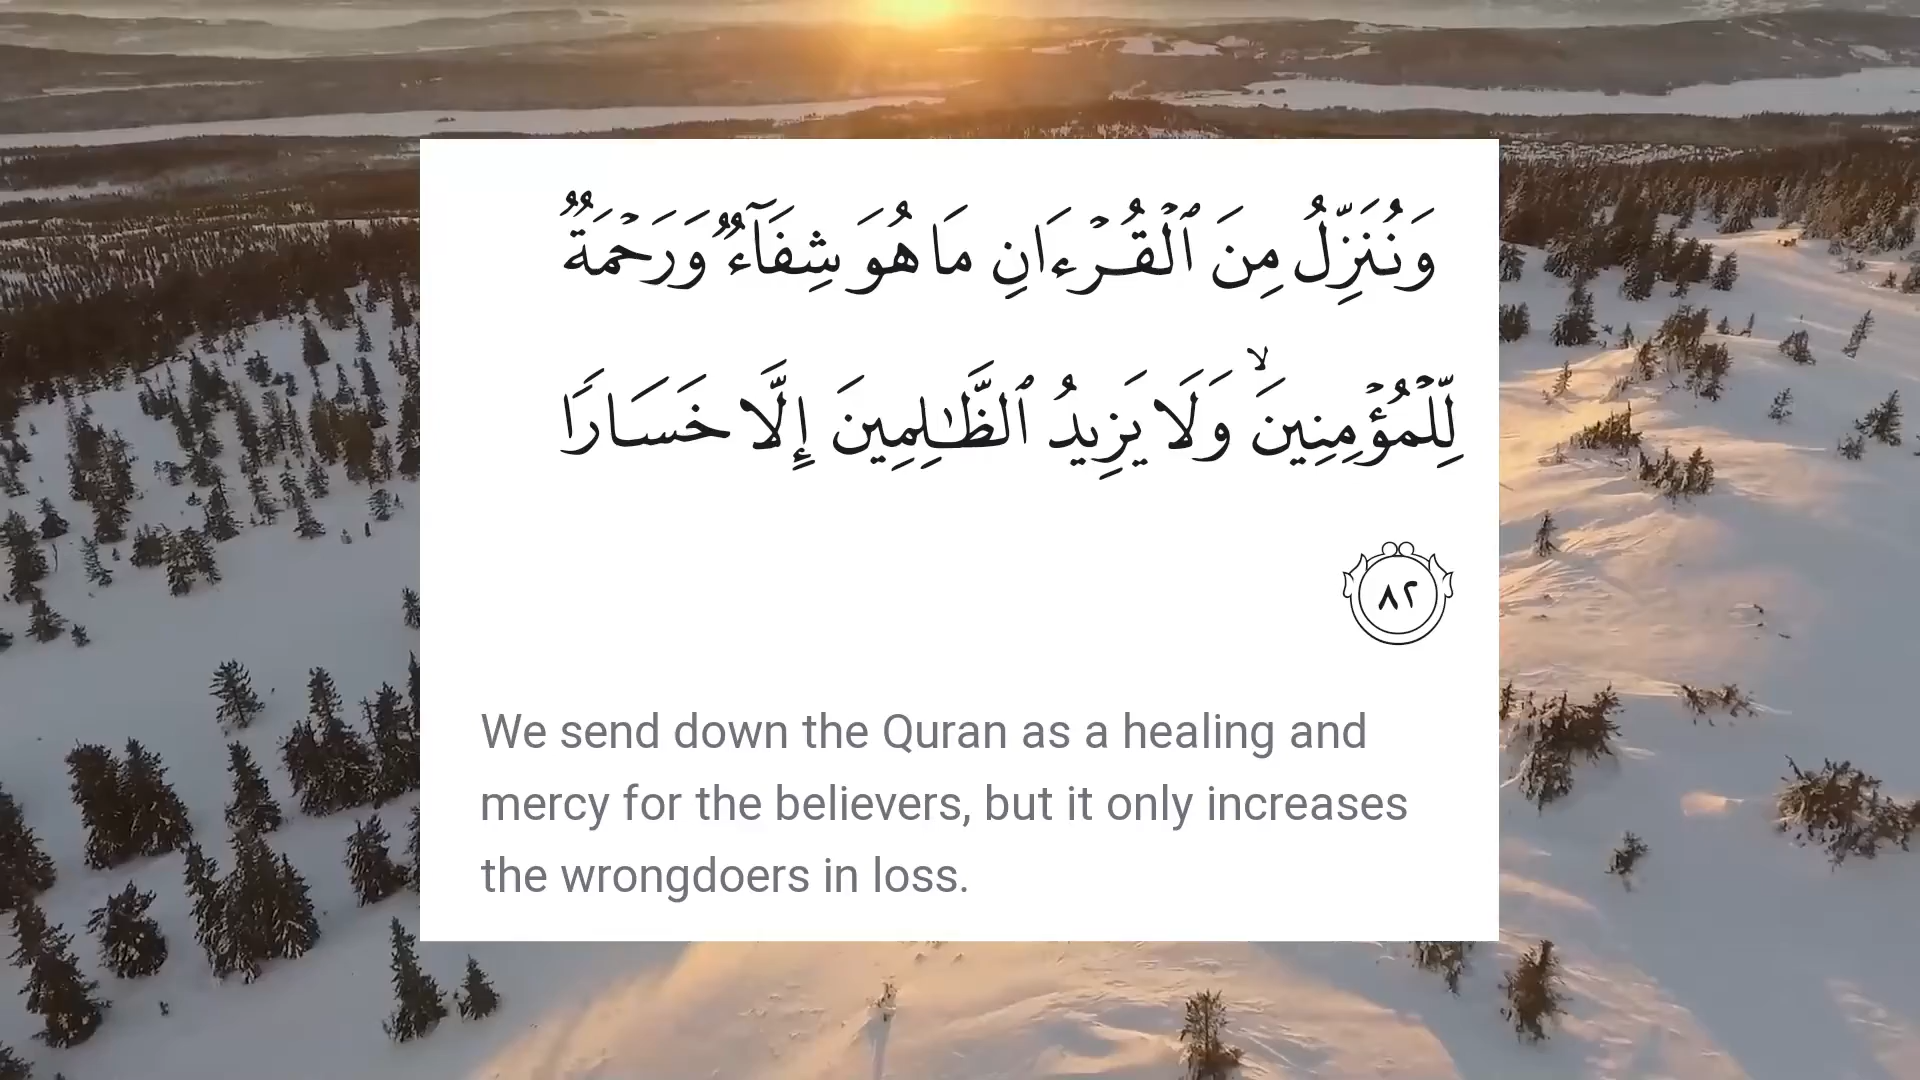 وَنُنَزِّلُ مِنَ ٱلْقُرْءَانِ مَا هُوَ شِفَآءٌ وَرَحْمَةٌ
لِّلْمُؤْمِنِينَ ۙ وَلَا يَزِيدُ ٱلظَّـٰلِمِينَ إِلَّا خَسَارًا
٨٢
We send down the Quran as a healing and
mercy for the believers, but it only increases
the wrongdoers in loss.